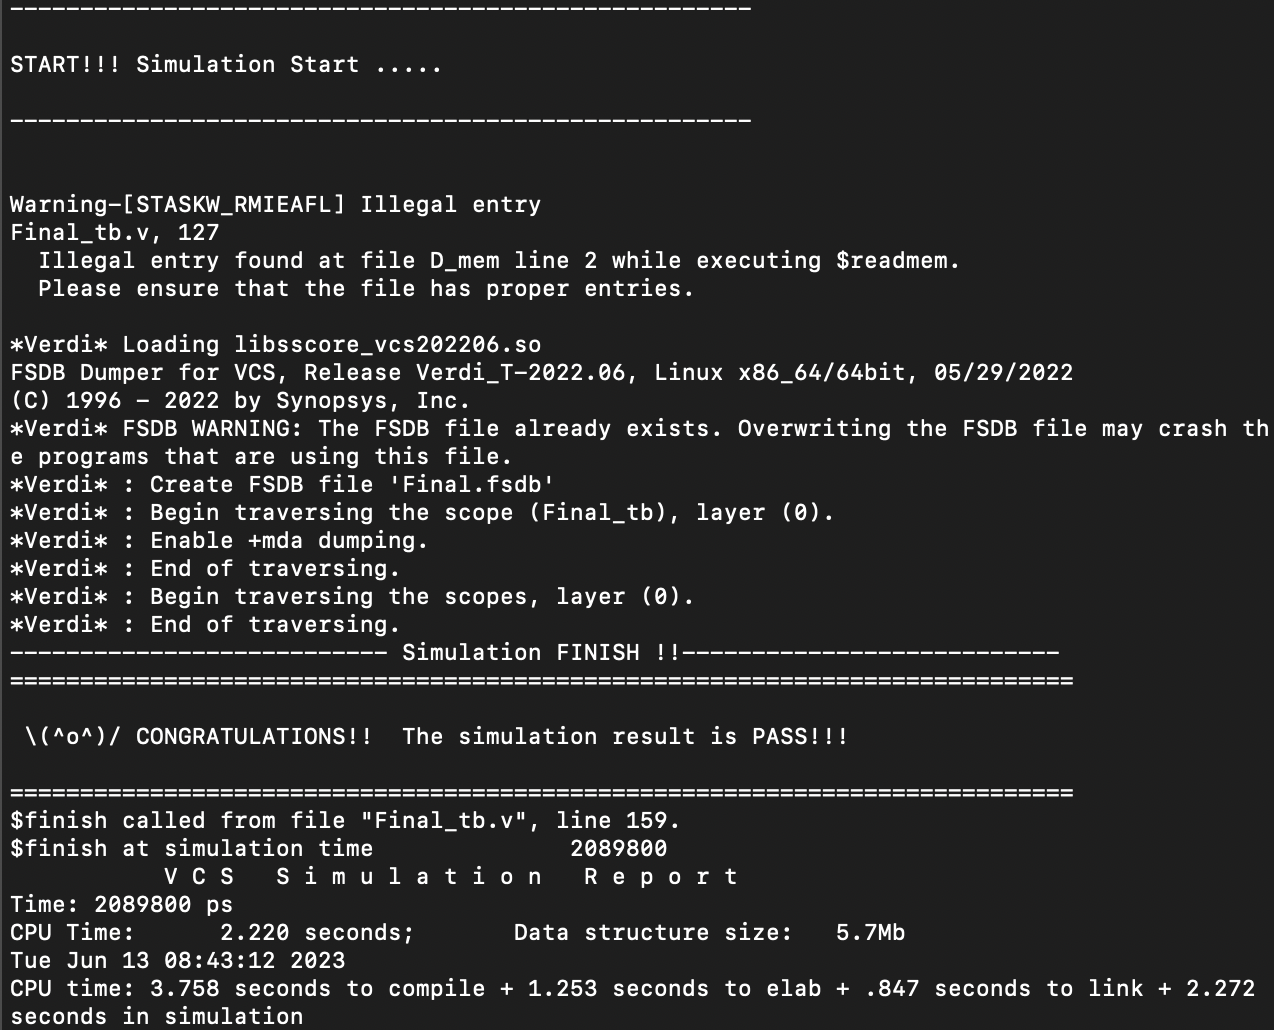 -----------------------------------------------------
START!!! Simulation Start .....
-----------------------------------------------------
Warning-[STASKW_RMIEAFL] Illegal entry
Final_tb.v, 127
  Illegal entry found at file D_mem line 2 while executing $readmem.
  Please ensure that the file has proper entries.
*Verdi* Loading libsscore_vcs202206.so
FSDB Dumper for VCS, Release Verdi_T-2022.06, Linux x86_64/64bit, 05/29/2022
(C) 1996 - 2022 by Synopsys, Inc.
*Verdi* FSDB WARNING: The FSDB file already exists. Overwriting the FSDB file may crash th
e programs that are using this file.
*Verdi* : Create FSDB file 'Final.fsdb'
*Verdi* : Begin traversing the scope (Final_tb), layer (0).
*Verdi* : Enable +mda dumping.
*Verdi* : End of traversing.
*Verdi* : Begin traversing the scopes, layer (0).
*Verdi* : End of traversing.
--------------------------- Simulation FINISH !!---------------------------
============================================================================
 \(^o^)/ CONGRATULATIONS!!  The simulation result is PASS!!!
============================================================================
$finish called from file "Final_tb.v", line 159.
$finish at simulation time              2089800
           V C S   S i m u l a t i o n   R e p o r t
Time: 2089800 ps
CPU Time:      2.220 seconds;       Data structure size:   5.7Mb
Tue Jun 13 08:43:12 2023
CPU time: 3.758 seconds to compile + 1.253 seconds to elab + .847 seconds to link + 2.272
seconds in simulation